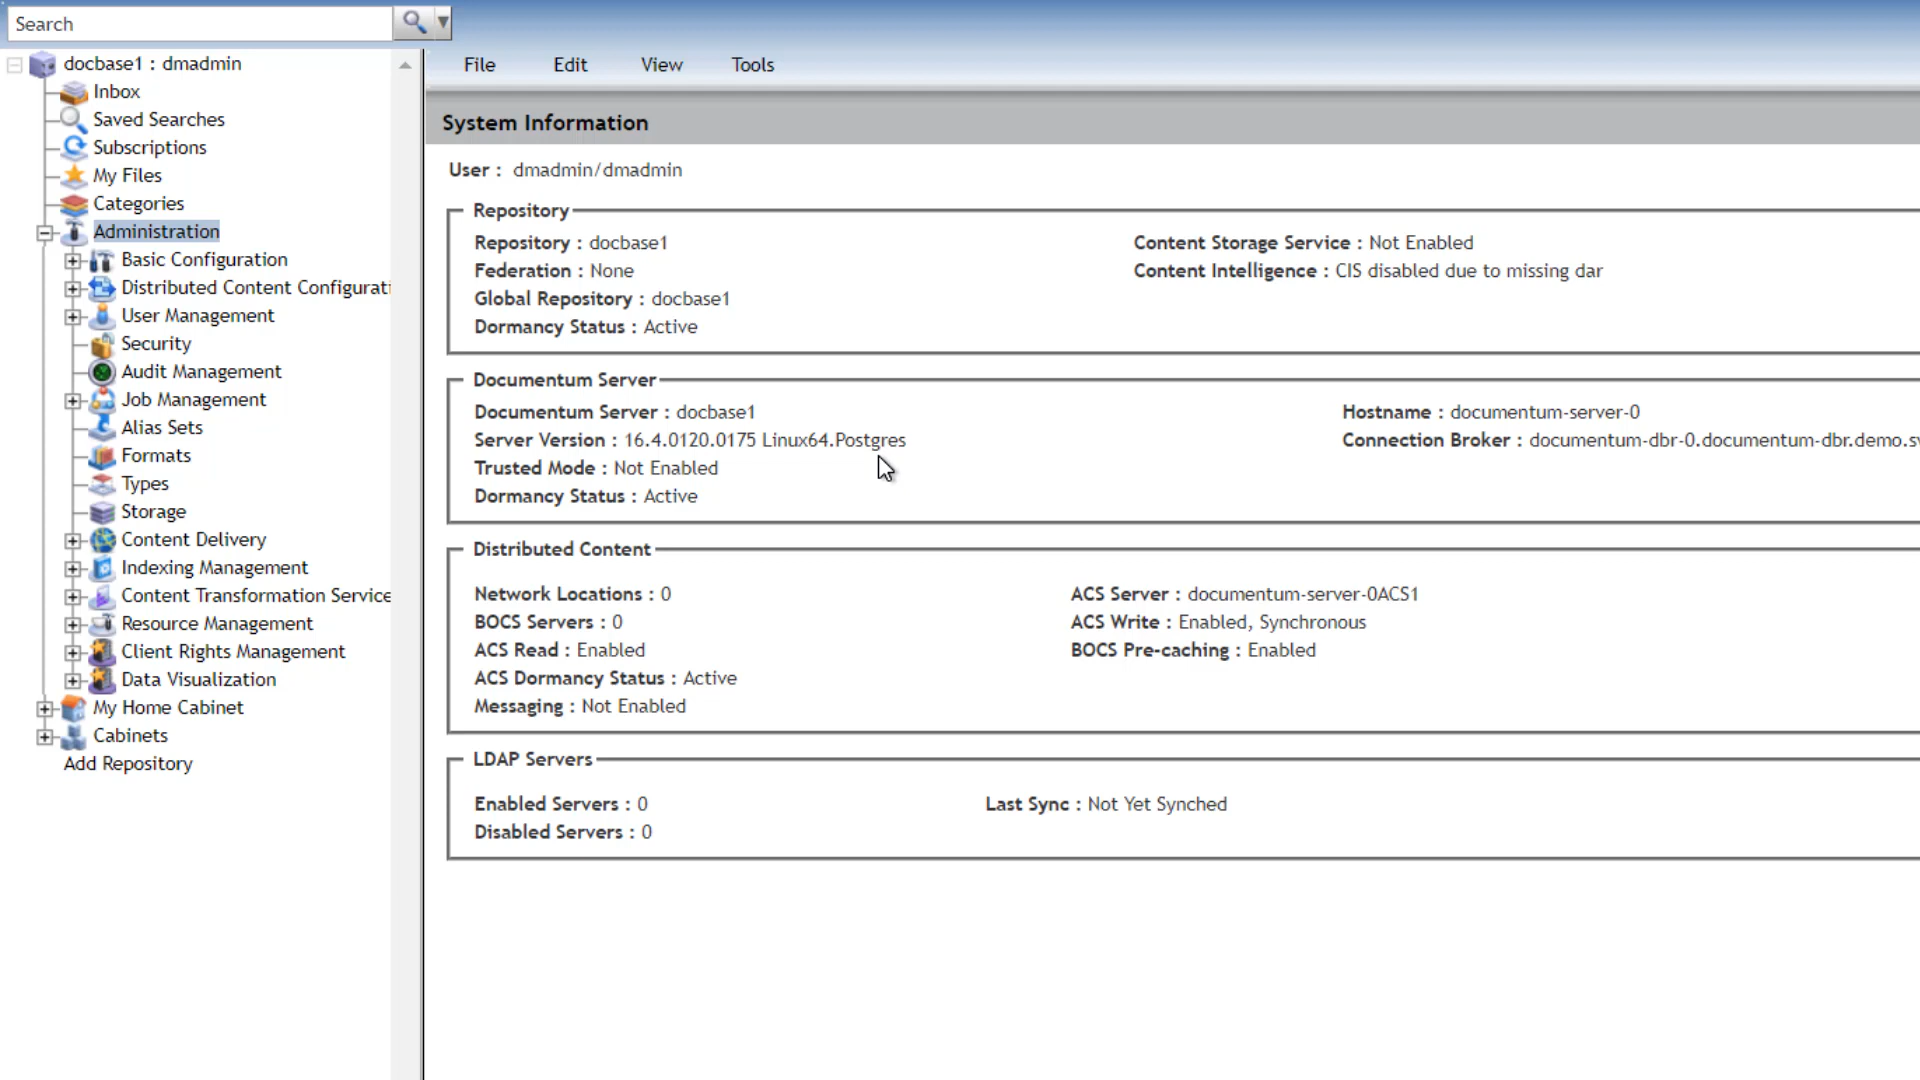 Search
docbase1 : dmadmin
Inbox
Saved Searches
Subscriptions
My Files
Categories
Administration
Basic Configuration
Distributed Content Configurati
User Management
Security
Audit Management
Job Management
Alias Sets
Formats
Types
Storage
Content Delivery
Indexing Management
Content Transformation Service
Resource Management
Client Rights Management
Data Visualization
My Home Cabinet
Cabinets
Add Repository
File Edit View Tools
System Information
User : dmadmin/dmadmin
Repository
Repository : docbase1 Content Storage Service : Not Enabled
Federation : None Content Intelligence : CIS disabled due to missing dar
Global Repository : docbase1
Dormancy Status : Active
Documentum Server
Documentum Server : docbase1 Hostname : documentum-server-0
Server Version : 16.4.0120.0175 Linux64.Postgres Connection Broker : documentum-dbr-0.documentum-dbr.demo.sv
Trusted Mode : Not Enabled
Dormancy Status : Active
Distributed Content
Network Locations : 0 ACS Server : documentum-server-0ACS1
BOCS Servers : 0 ACS Write : Enabled, Synchronous
ACS Read : Enabled BOCS Pre-caching : Enabled
ACS Dormancy Status : Active
Messaging : Not Enabled
LDAP Servers
Enabled Servers : 0 Last Sync : Not Yet Synched
Disabled Servers : 0